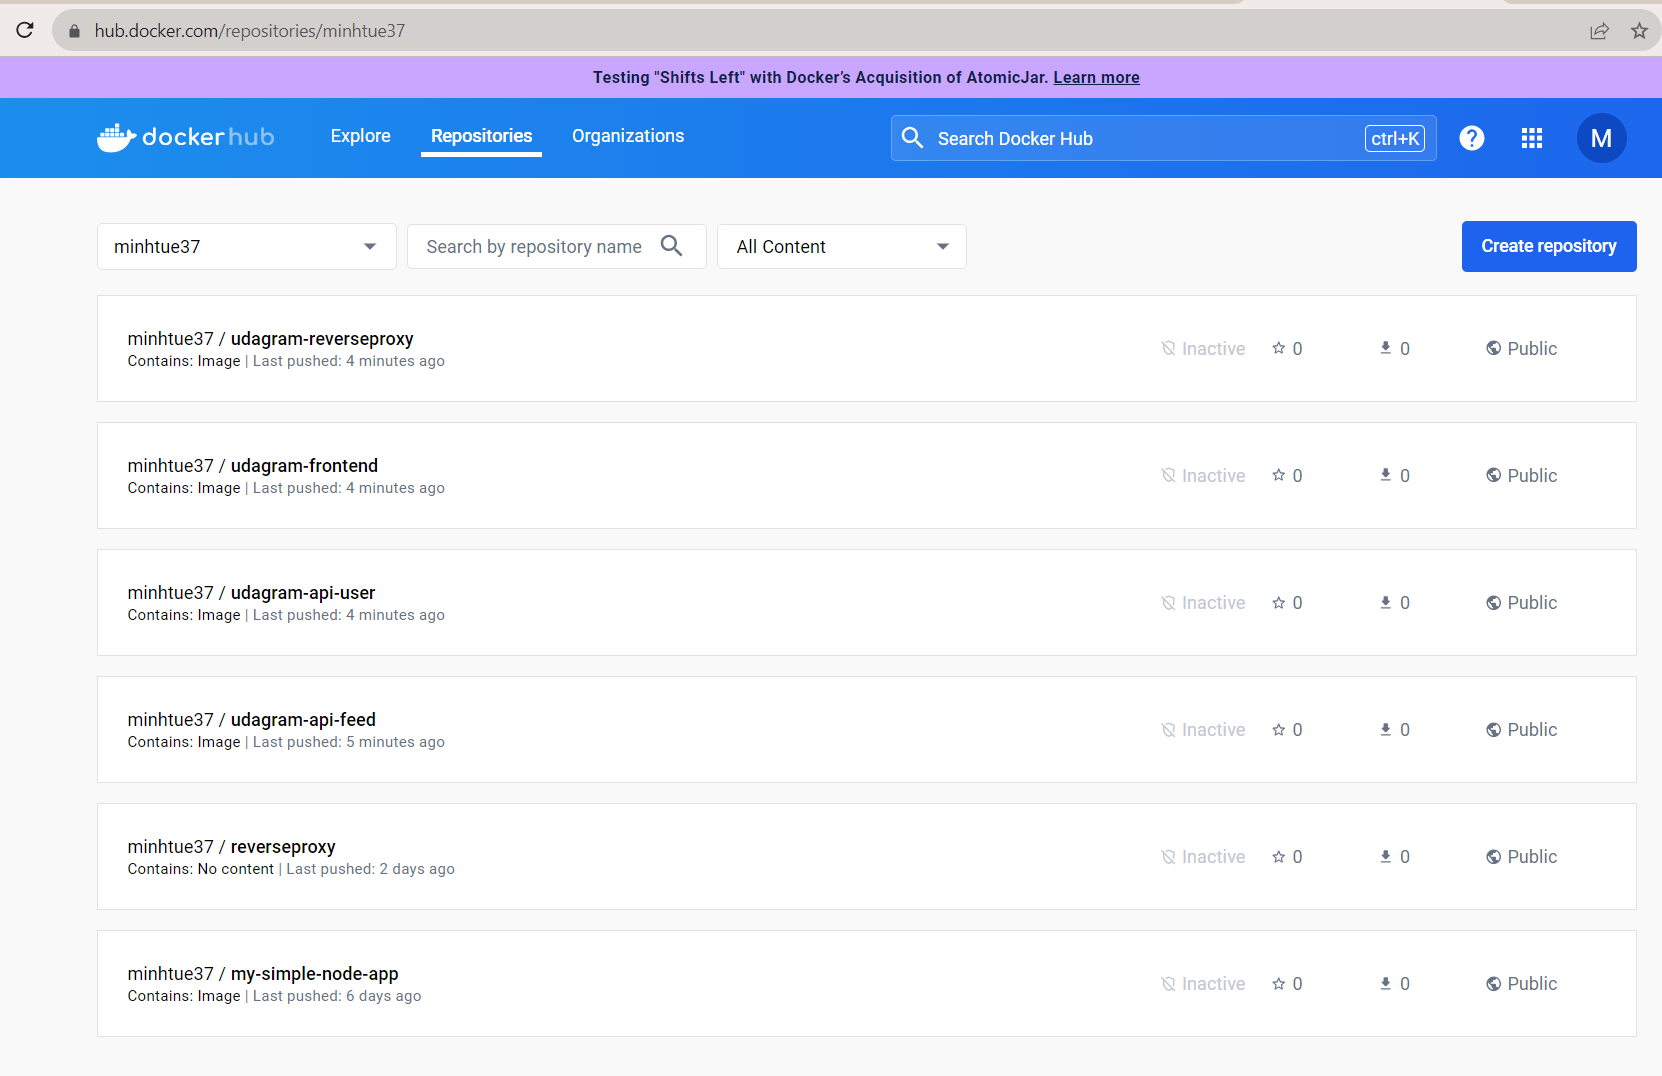 hub.docker.com/repositories/minhtue37
Testing "Shifts Left" with Docker’s Acquisition of AtomicJar. Learn more
dockerhub Explore Repositories Organizations Search Docker Hub ctrl+K ? M
minhtue37 Search by repository name All Content Create repository
minhtue37 / udagram-reverseproxy
Contains: Image | Last pushed: 4 minutes ago
Inactive 0 0 Public
minhtue37 / udagram-frontend
Contains: Image | Last pushed: 4 minutes ago
Inactive 0 0 Public
minhtue37 / udagram-api-user
Contains: Image | Last pushed: 4 minutes ago
Inactive 0 0 Public
minhtue37 / udagram-api-feed
Contains: Image | Last pushed: 5 minutes ago
Inactive 0 0 Public
minhtue37 / reverseproxy
Contains: No content | Last pushed: 2 days ago
Inactive 0 0 Public
minhtue37 / my-simple-node-app
Contains: Image | Last pushed: 6 days ago
Inactive 0 0 Public